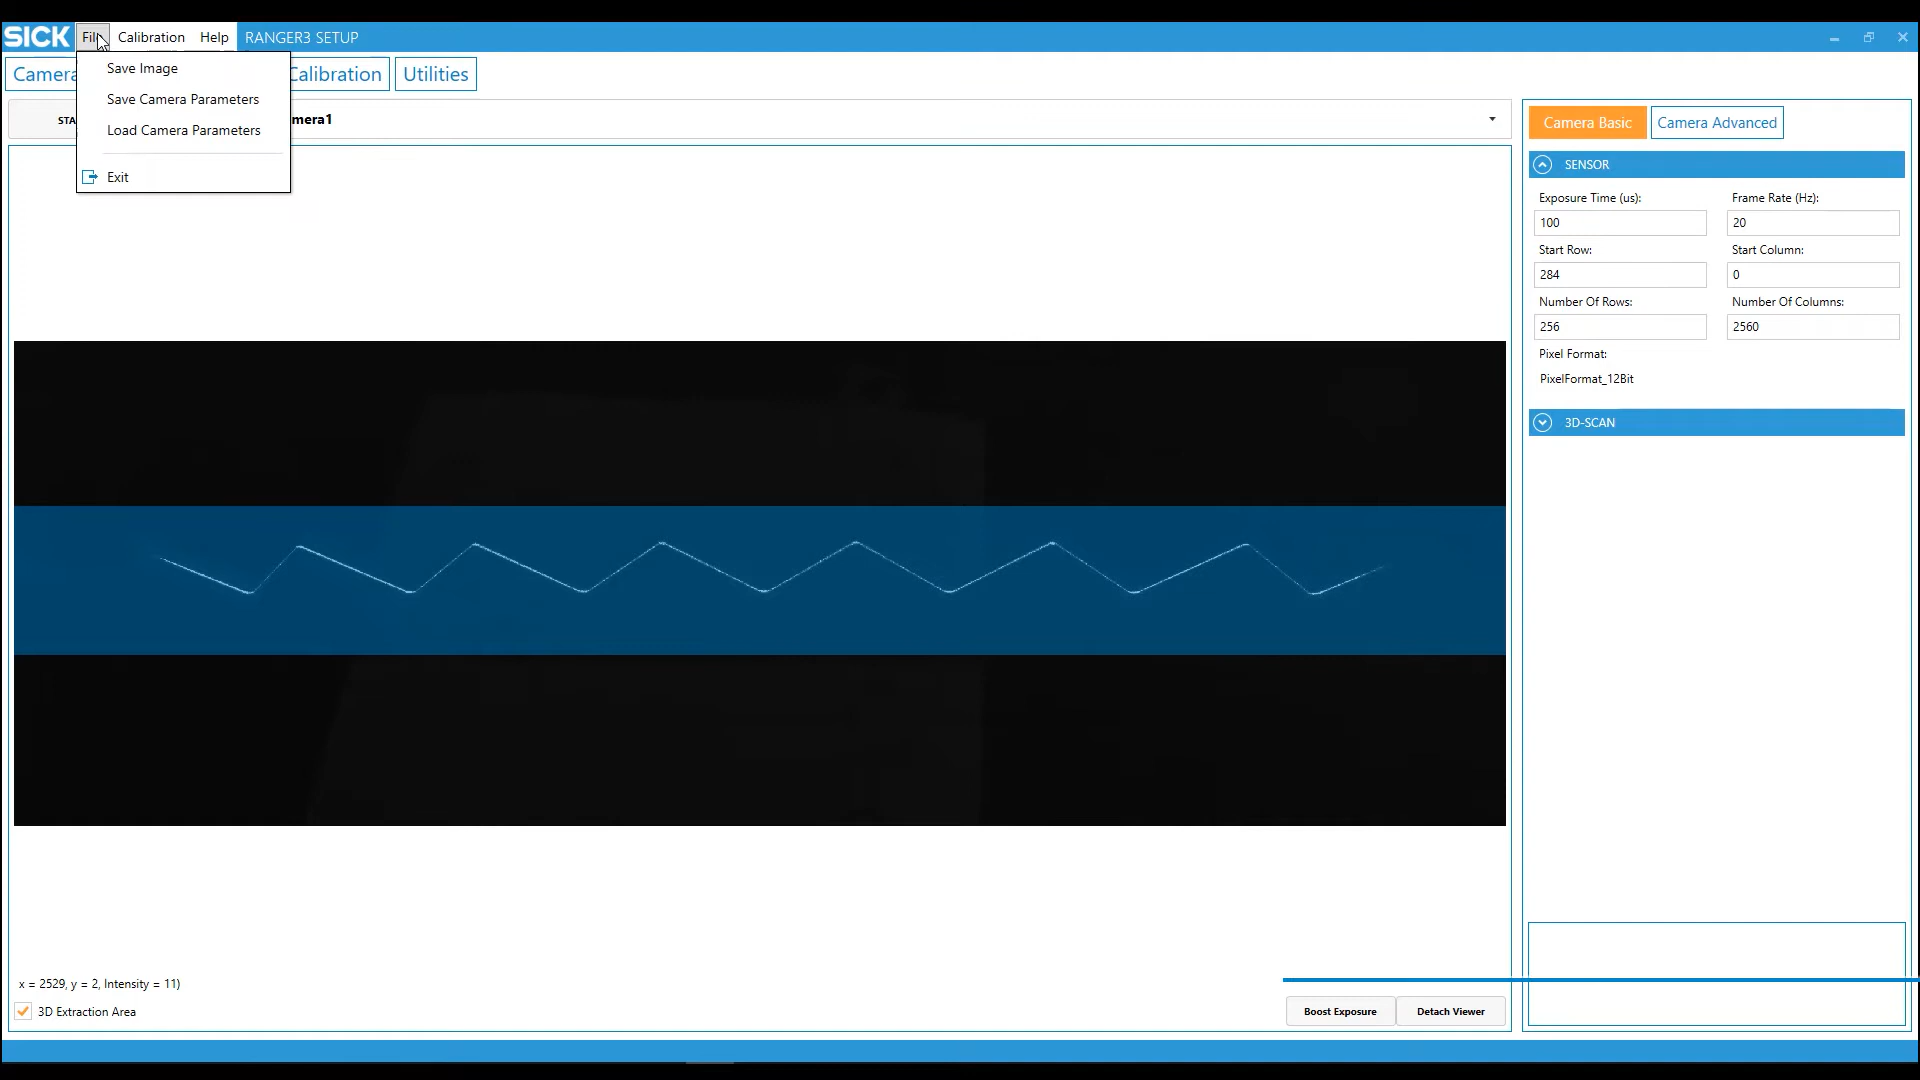 SICK File Calibration Help RANGER3 SETUP
Save Image
Save Camera Parameters
Load Camera Parameters
Exit
Camera Calibration Utilities
STA mera1
Camera Basic Camera Advanced
SENSOR
Exposure Time (us): Frame Rate (Hz):
100 20
Start Row: Start Column:
284 0
Number Of Rows: Number Of Columns:
256 2560
Pixel Format:
PixelFormat_12Bit
3D-SCAN
x = 2529, y = 2, Intensity = 11)
3D Extraction Area
Boost Exposure Detach Viewer